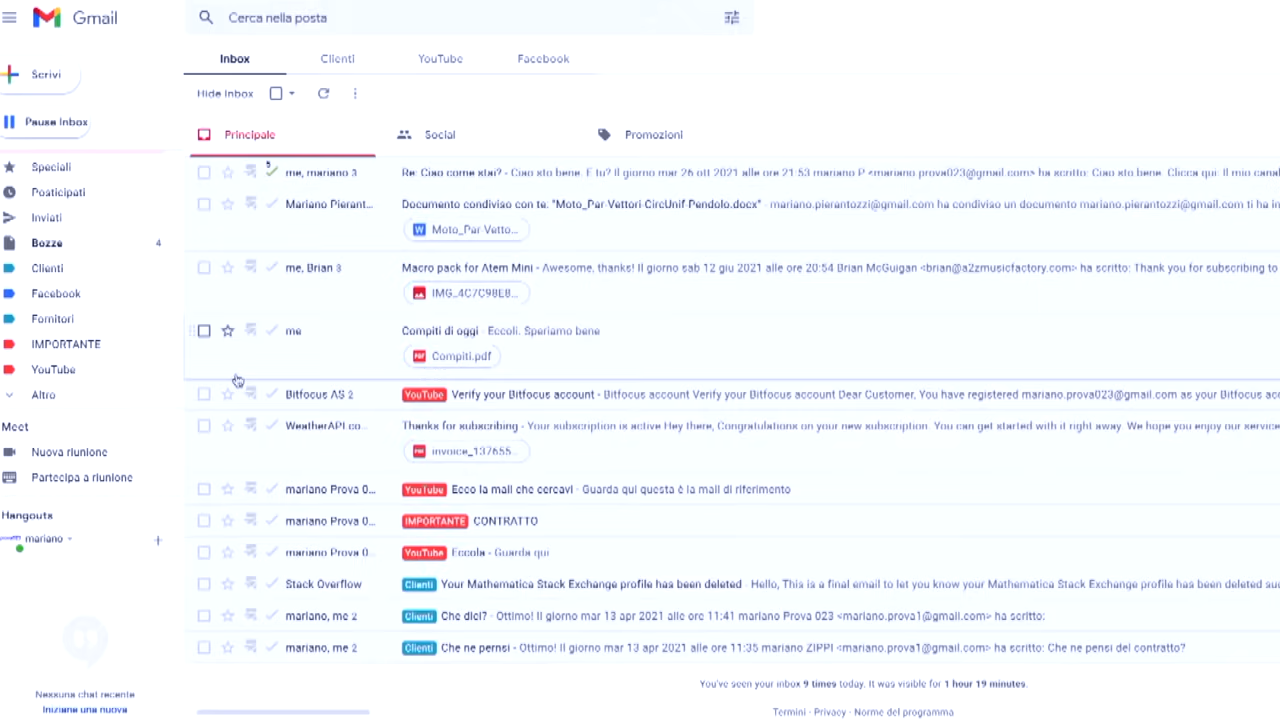 Gmail
Cerca nella posta
Inbox Clienti YouTube Facebook
Scrivi
Hide Inbox
Pause Inbox
Principale Social Promozioni
Speciali
Posticipati
Inviati
Bozze 4
Clienti
Facebook
Fornitori
IMPORTANTE
YouTube
Altro
Meet
Nuova riunione
Partecipa a riunione
Hangouts
mariano
Nessuna chat recente
Iniziane una nuova
me, mariano 3 Re: Ciao come stai? - Ciao sto bene. E tu? Il giorno mar 26 ott 2021 alle ore 21:53 mariano P <mariano.prova023@gmail.com> ha scritto: Ciao sto bene. Clicca qui: Il mio canal
Mariano Pierant... Documento condiviso con te: "Moto_Par-Vettori-CircUnif-Pendolo.docx" - mariano.pierantozzi@gmail.com ha condiviso un documento mariano.pierantozzi@gmail.com ti ha in
Moto_Par-Vetto...
me, Brian 3 Macro pack for Atem Mini - Awesome, thanks! Il giorno sab 12 giu 2021 alle ore 20:54 Brian McGuigan <brian@a2zmusicfactory.com> ha scritto: Thank you for subscribing to
IMG_4C7C98E8...
me Compiti di oggi - Eccoli. Speriamo bene
PDF Compiti.pdf
Bitfocus AS 2 YouTube Verify your Bitfocus account - Bitfocus account Verify your Bitfocus account Dear Customer, You have registered mariano.prova023@gmail.com as your Bitfocus acc
WeatherAPI.co... Thanks for subscribing - Your subscription is active Hey there, Congratulations on your new subscription. You can get started with it right away. We hope you enjoy our service
PDF invoice_137655...
mariano Prova 0... YouTube Ecco la mail che cercavi - Guarda qui questa è la mail di riferimento
mariano Prova 0... IMPORTANTE CONTRATTO
mariano Prova 0... YouTube Eccola - Guarda qui
Stack Overflow Clienti Your Mathematica Stack Exchange profile has been deleted - Hello, This is a final email to let you know your Mathematica Stack Exchange profile has been deleted suc
mariano, me 2 Clienti Che dici? - Ottimo! Il giorno mar 13 apr 2021 alle ore 11:41 mariano Prova 023 <mariano.prova1@gmail.com> ha scritto:
mariano, me 2 Clienti Che ne pensi - Ottimo! Il giorno mar 13 apr 2021 alle ore 11:35 mariano ZIPPI <mariano.prova1@gmail.com> ha scritto: Che ne pensi del contratto?
You've seen your inbox 9 times today. It was visible for 1 hour 19 minutes.
Termini · Privacy · Norme del programma